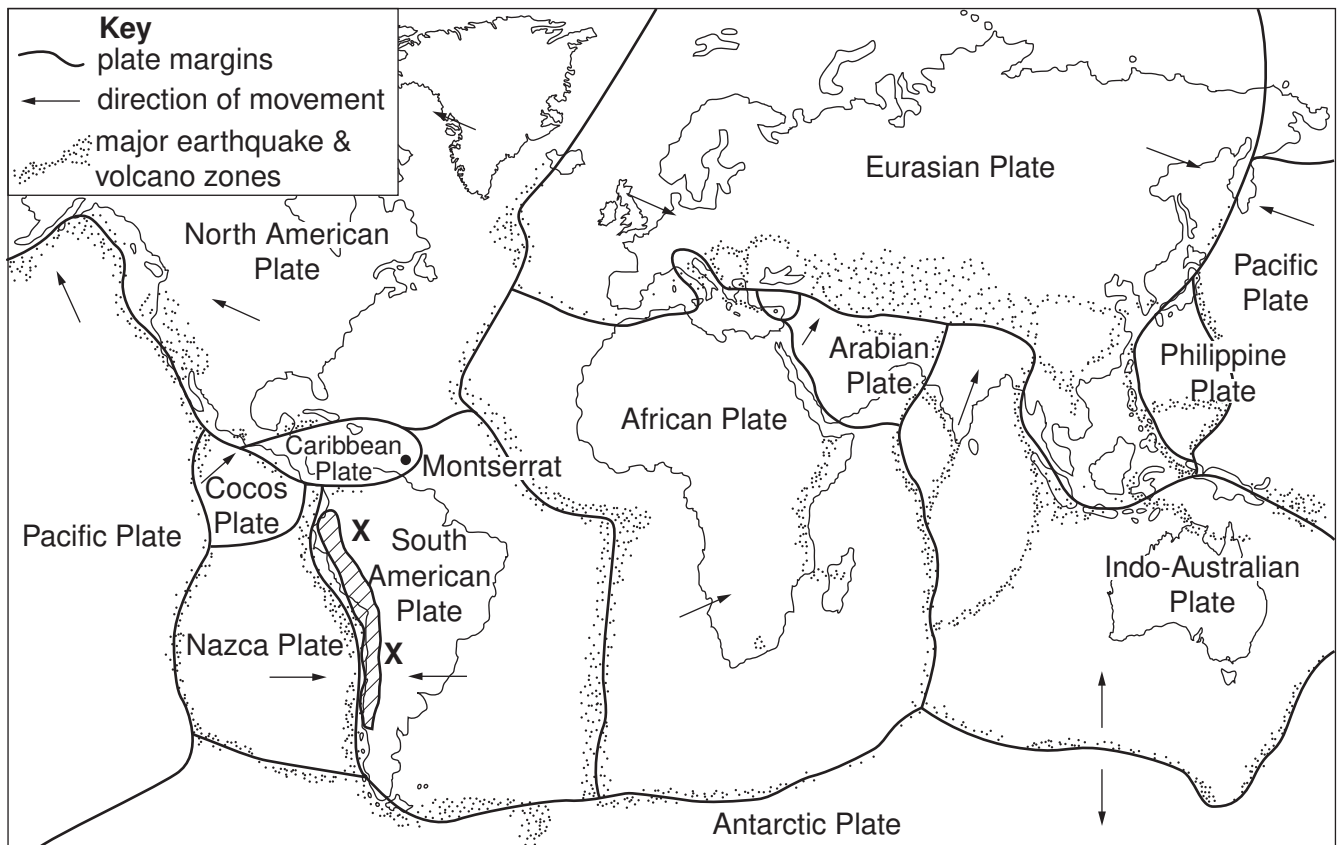 Key
plate margins
direction of movement
major earthquake &
volcano zones
North American
Plate
Eurasian Plate
Pacific
Plate
Philippine
Plate
Arabian
Plate
African Plate
Caribbean
Plate
Montserrat
Cocos
Plate
Pacific Plate
X
South
American
Plate
Indo-Australian
Plate
Nazca Plate
X
Antarctic Plate